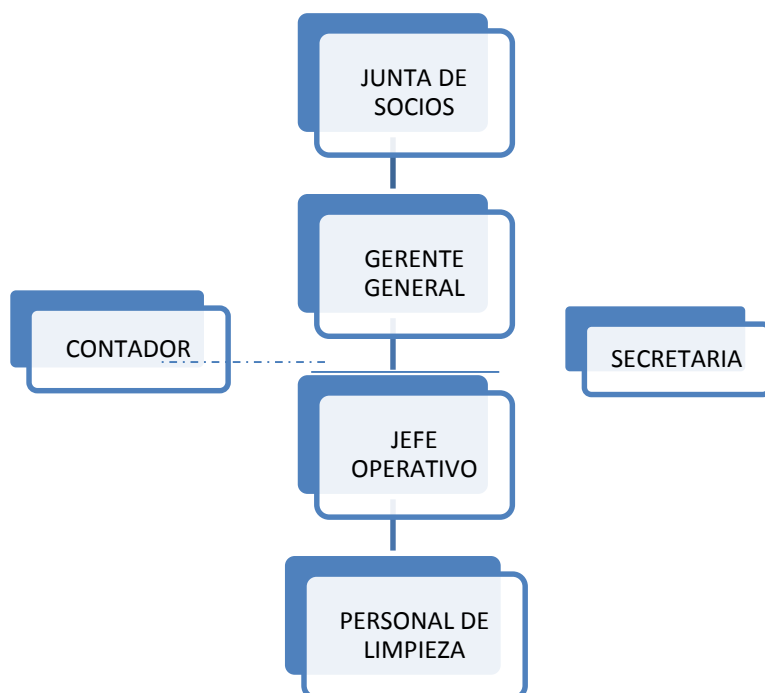 JUNTA DE
SOCIOS
GERENTE
GENERAL
CONTADOR
SECRETARIA
JEFE
OPERATIVO
PERSONAL DE
LIMPIEZA